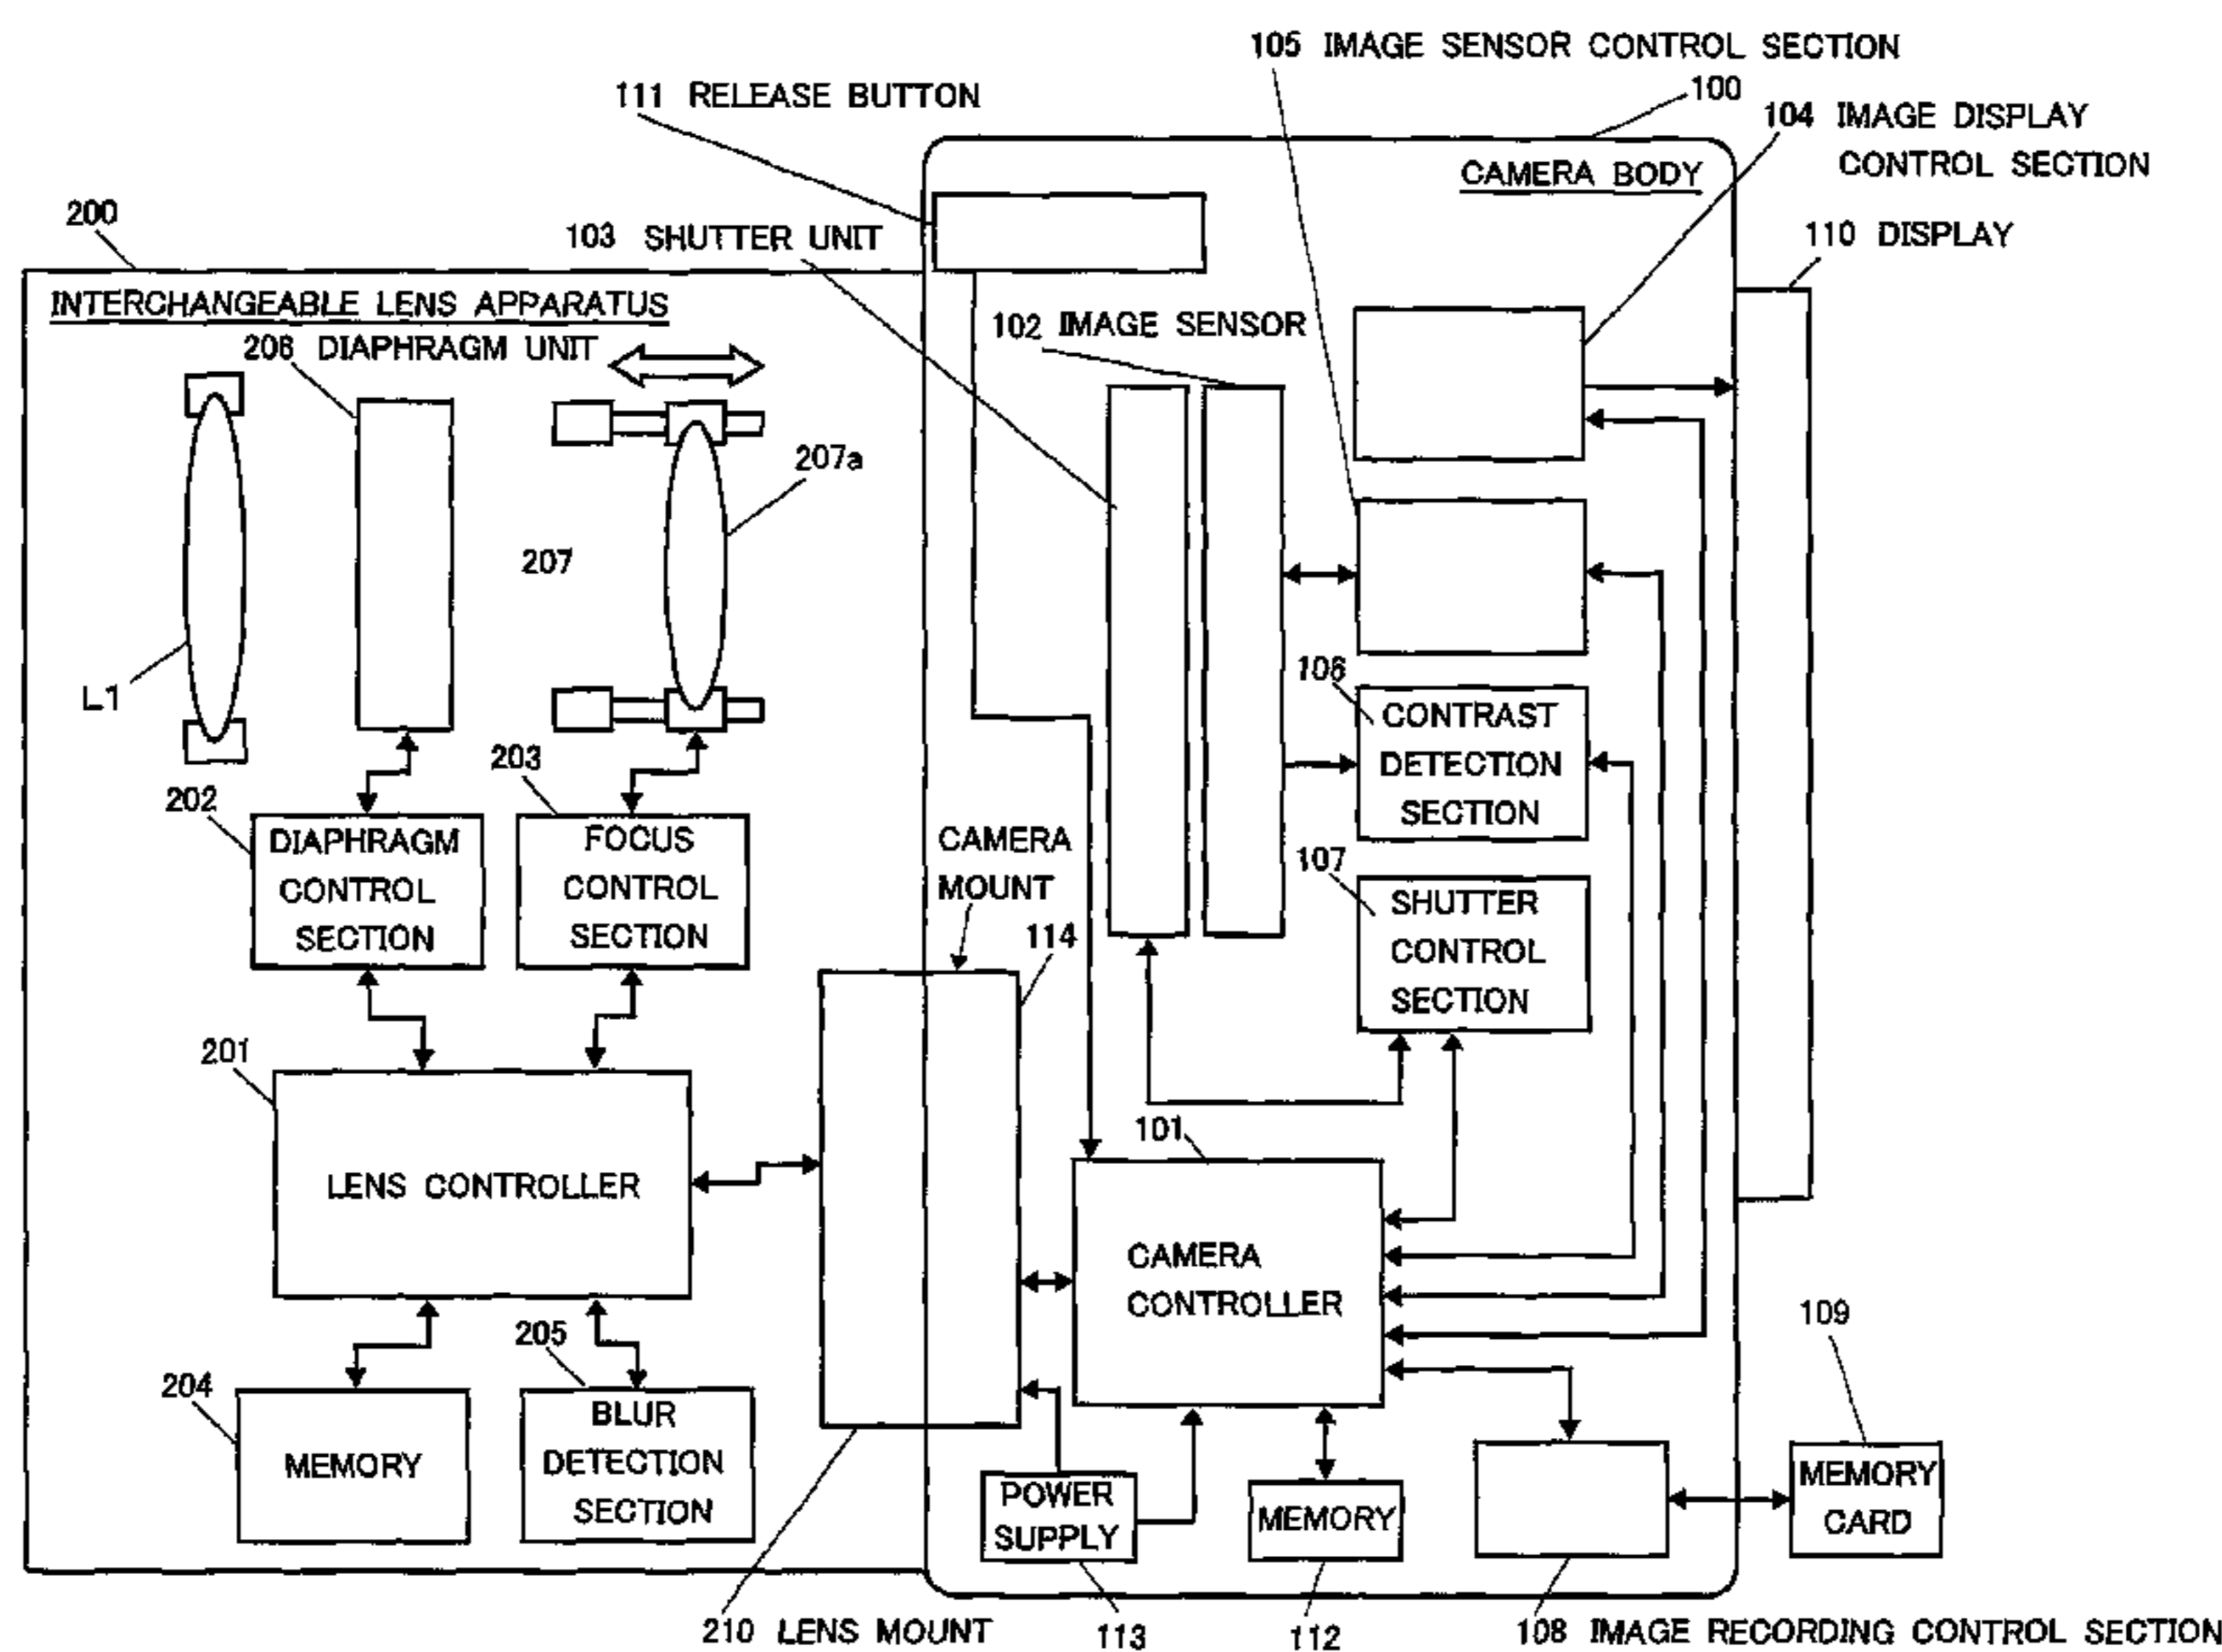 105 IMAGE SENSOR CONTROL SECTION
100
111 RELEASE BUTTON
104 IMAGE DISPLAY
CONTROL SECTION
CAMERA BODY
200
103 SHUTTER UNIT
110 DISPLAY
INTERCHANGEABLE LENS APPARATUS
206 DIAPHRAGM UNIT
102 IMAGE SENSOR
207a
207
L1
106
CONTRAST
DETECTION
SECTION
203
202
DIAPHRAGM
CONTROL
SECTION
FOCUS
CONTROL
SECTION
CAMERA
MOUNT
114
107
SHUTTER
CONTROL
SECTION
201
LENS CONTROLLER
101
CAMERA
CONTROLLER
109
MEMORY
CARD
204
MEMORY
205
BLUR
DETECTION
SECTION
POWER
SUPPLY
MEMORY
210 LENS MOUNT
113
112
108 IMAGE RECORDING CONTROL SECTION